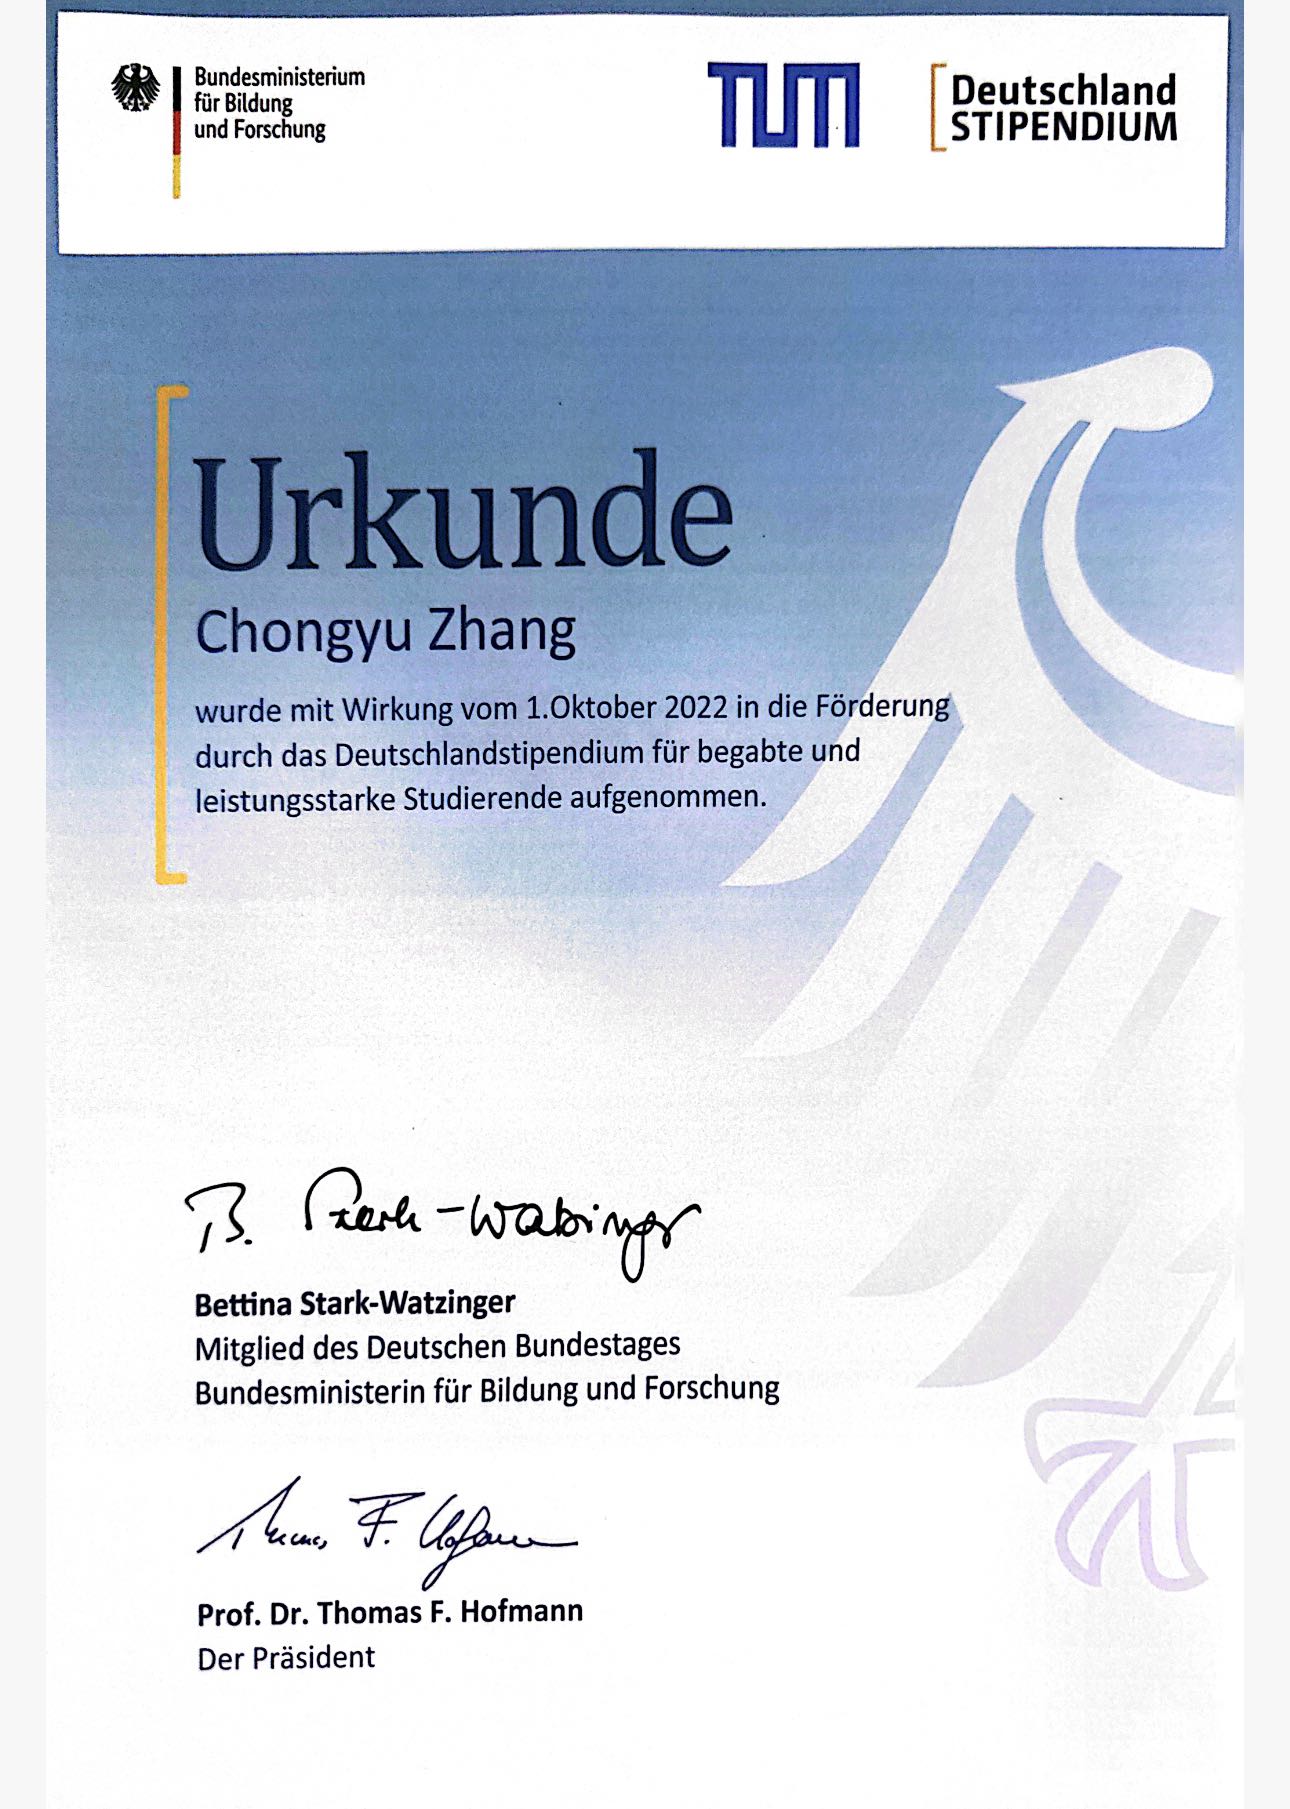 Bundesministerium
für Bildung
und Forschung
TUM
Deutschland
STIPENDIUM
Urkunde
Chongyu Zhang
wurde mit Wirkung vom 1.Oktober 2022 in die Förderung
durch das Deutschlandstipendium für begabte und
leistungsstarke Studierende aufgenommen.
B. Stark-Watzinger
Bettina Stark-Watzinger
Mitglied des Deutschen Bundestages
Bundesministerin für Bildung und Forschung
Thomas F. Hofmann
Prof. Dr. Thomas F. Hofmann
Der Präsident